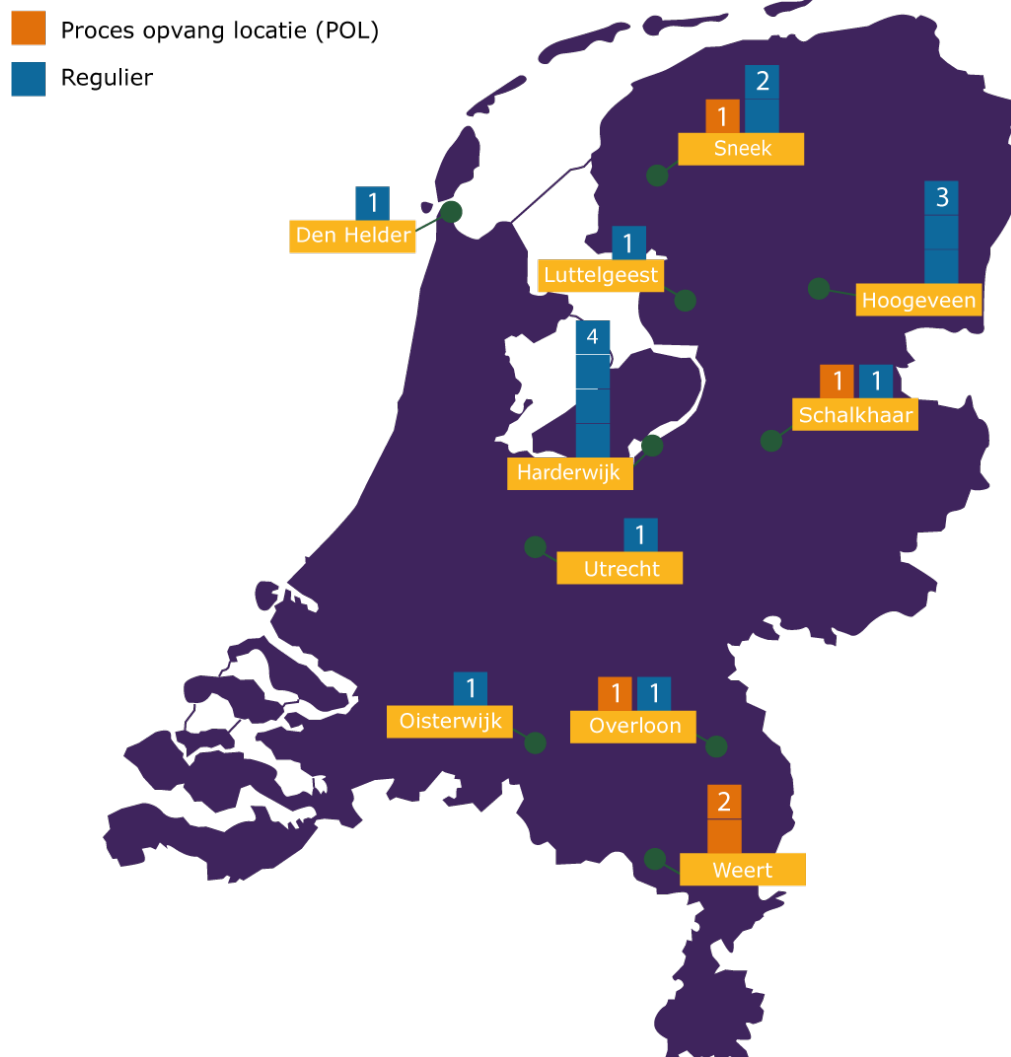 Proces opvang locatie (POL)
Regulier
2
1
Sneek
1
Den Helder
3
Hoogeveen
1
Luttelgeest
4
Harderwijk
1 1
Schalkhaar
1
Utrecht
1
Oisterwijk
1 1
Overloon
2
Weert